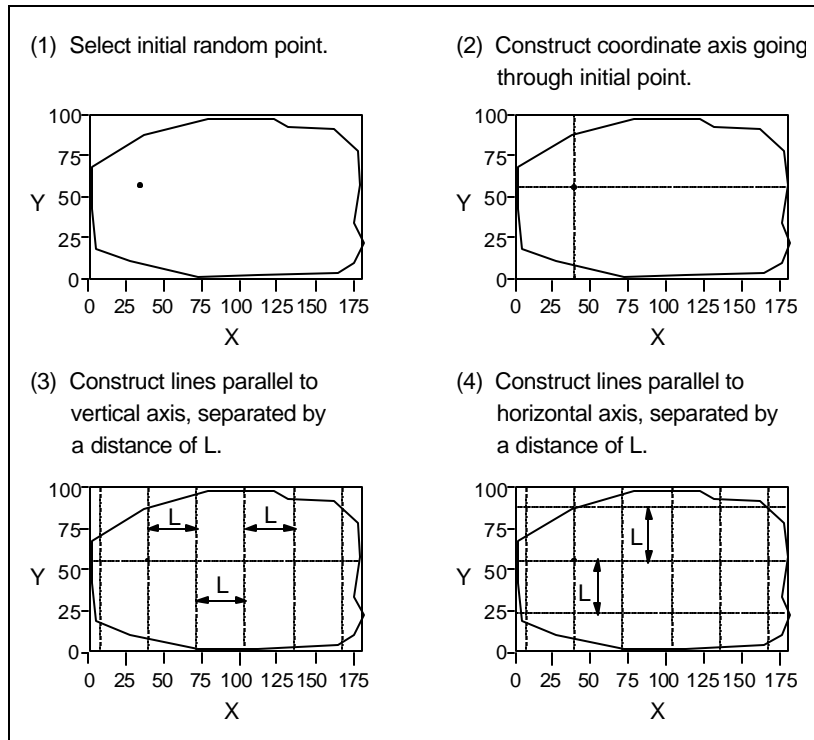 (1) Select initial random point.
(2) Construct coordinate axis going
through initial point.
100
75
Y 50
25
0
0 25 50 75 100 125 150 175
X
100
75
Y 50
25
0
0 25 50 75 100 125 150 175
X
(3) Construct lines parallel to
vertical axis, separated by
a distance of L.
(4) Construct lines parallel to
horizontal axis, separated by
a distance of L.
100
75
L L
Y 50
L
25
0
0 25 50 75 100 125 150 175
X
100
75
L
Y 50
L
25
0
0 25 50 75 100 125 150 175
X